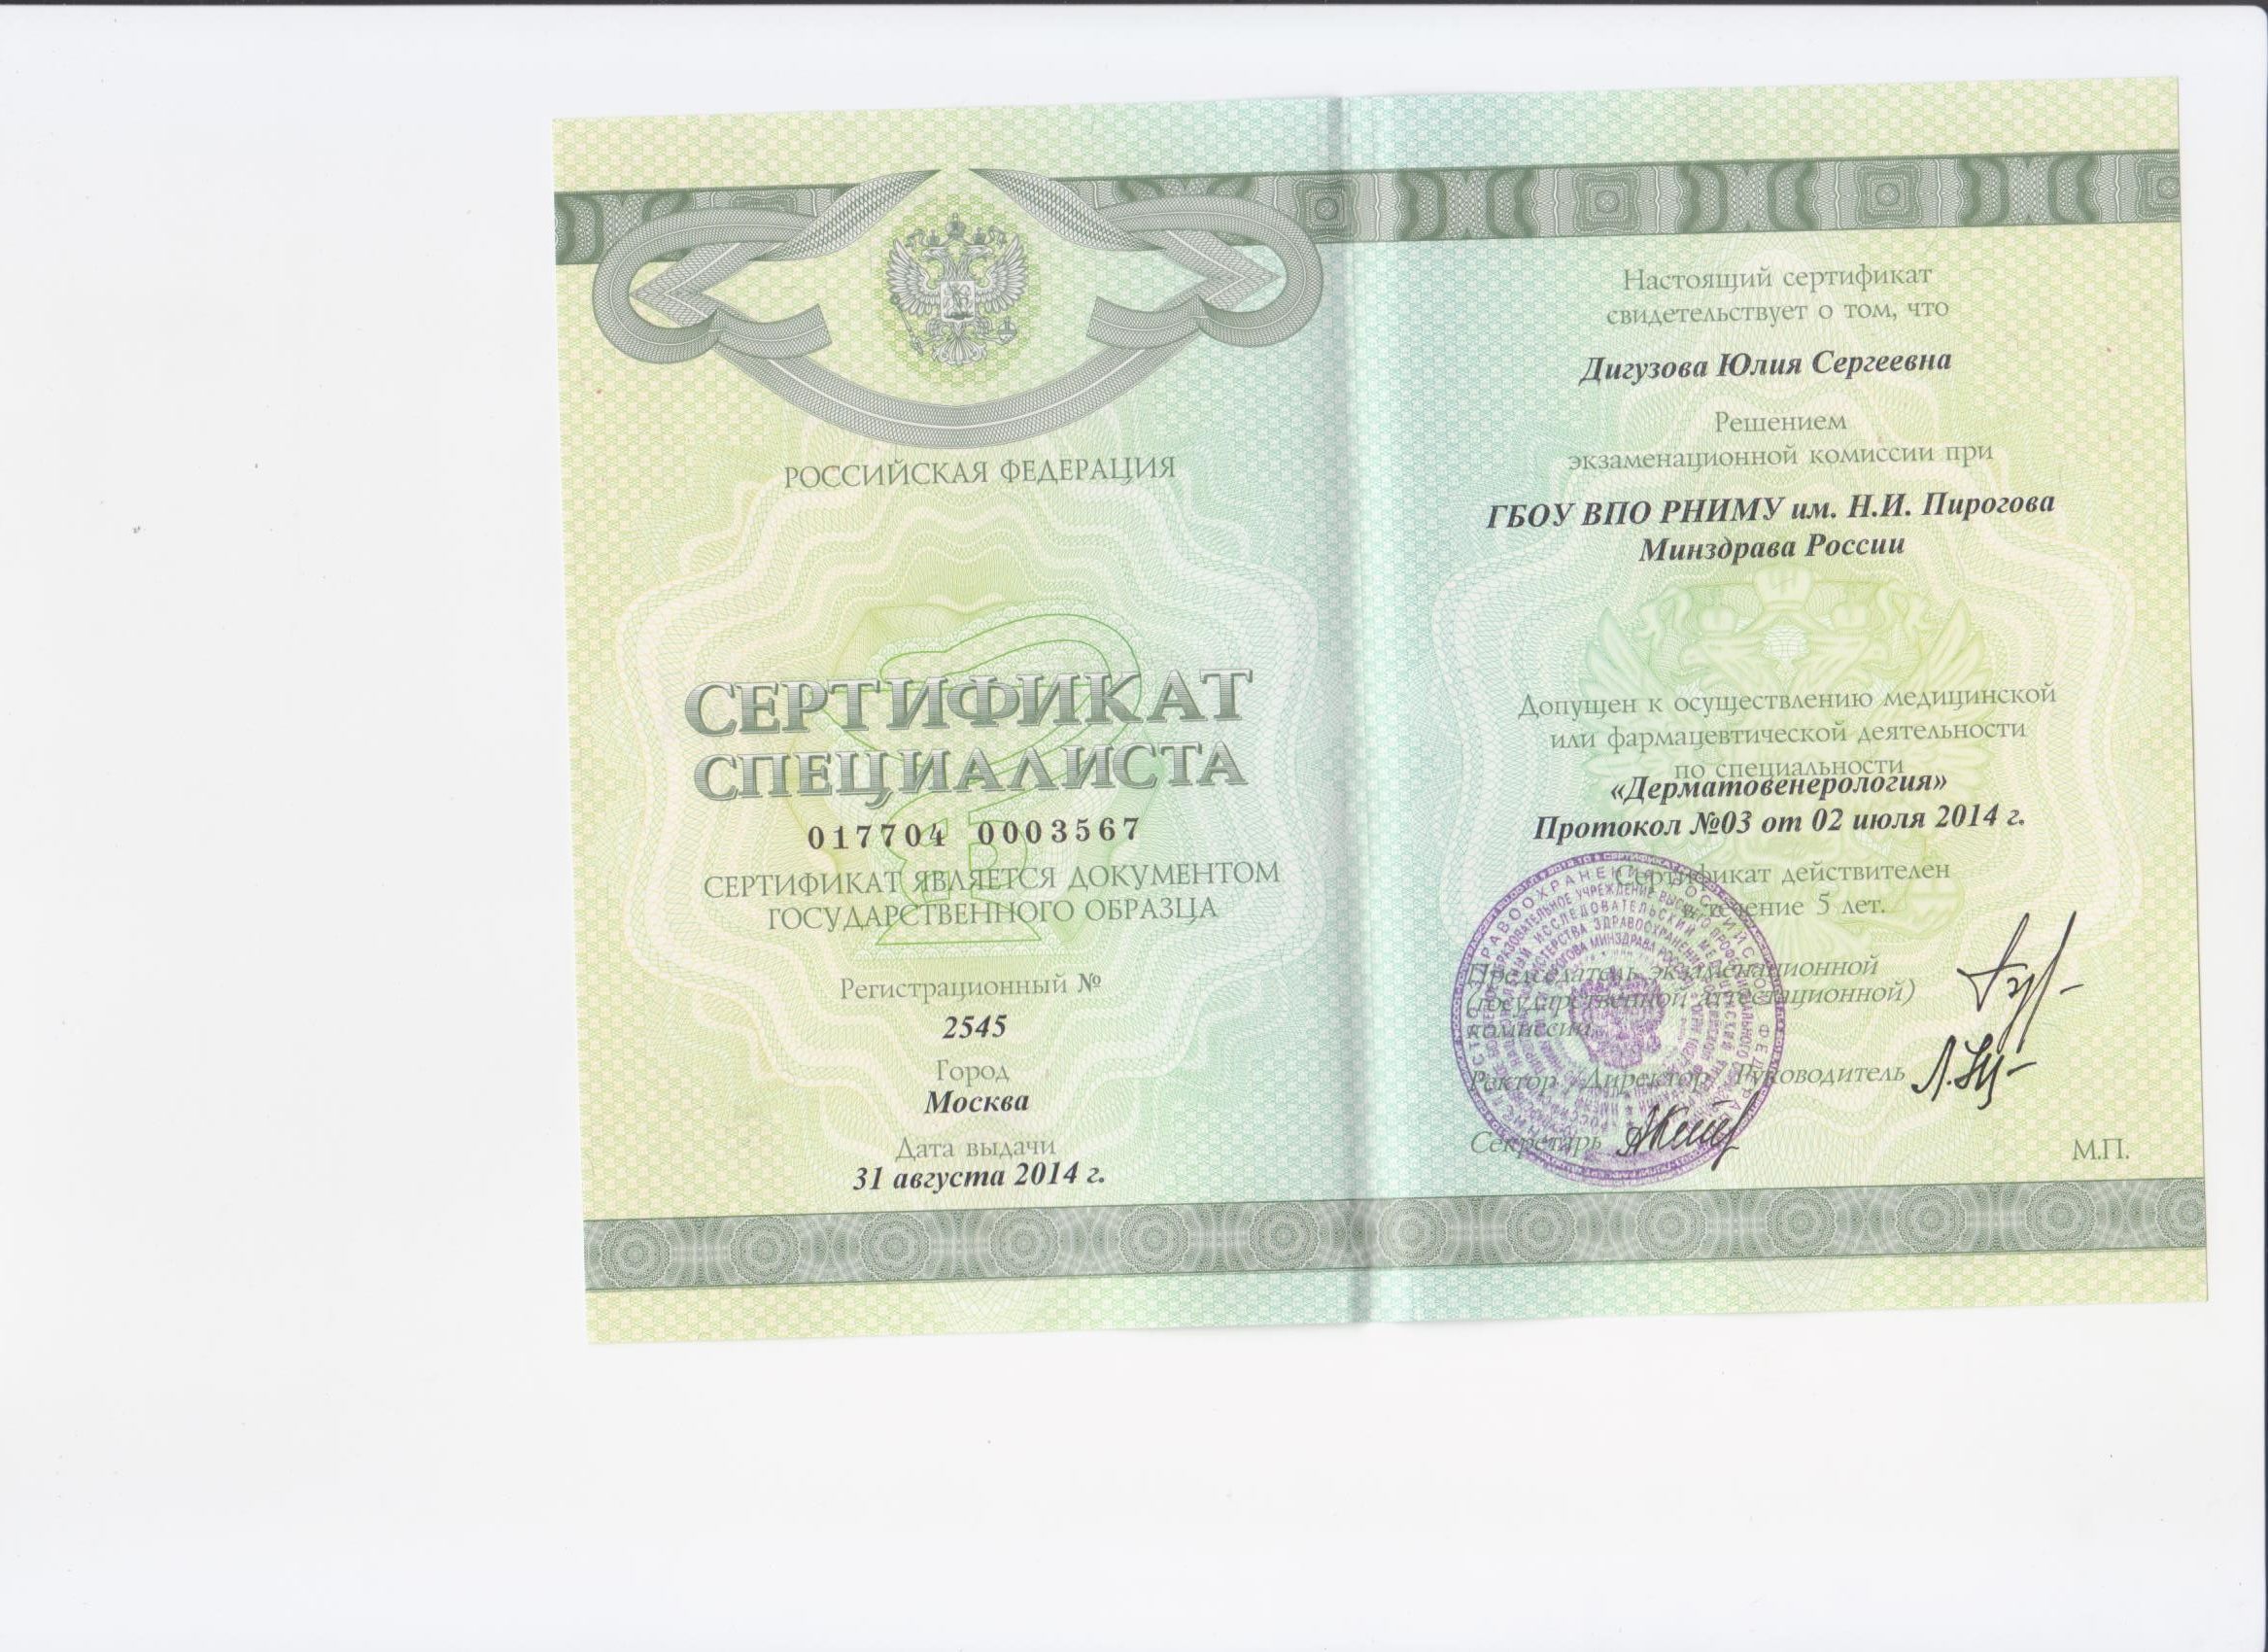 РОССИЙСКАЯ ФЕДЕРАЦИЯ
СЕРТИФИКАТ
СПЕЦИАЛИСТА
017704 0003567
СЕРТИФИКАТ ЯВЛЯЕТСЯ ДОКУМЕНТОМ
ГОСУДАРСТВЕННОГО ОБРАЗЦА
Регистрационный №
2545
Город
Москва
Дата выдачи
31 августа 2014 г.
Настоящий сертификат
свидетельствует о том, что
Дигузова Юлия Сергеевна
Решением
экзаменационной комиссии при
ГБОУ ВПО РНИМУ им. Н.И. Пирогова
Минздрава России
Допущен к осуществлению медицинской
или фармацевтической деятельности
по специальности
«Дерматовенерология»
Протокол №03 от 02 июля 2014 г.
Сертификат действителен
в течение 5 лет.
Председатель экзаменационной
(государственной аттестационной)
комиссии
Ректор /Директор/ Руководитель
Секретарь
М.П.